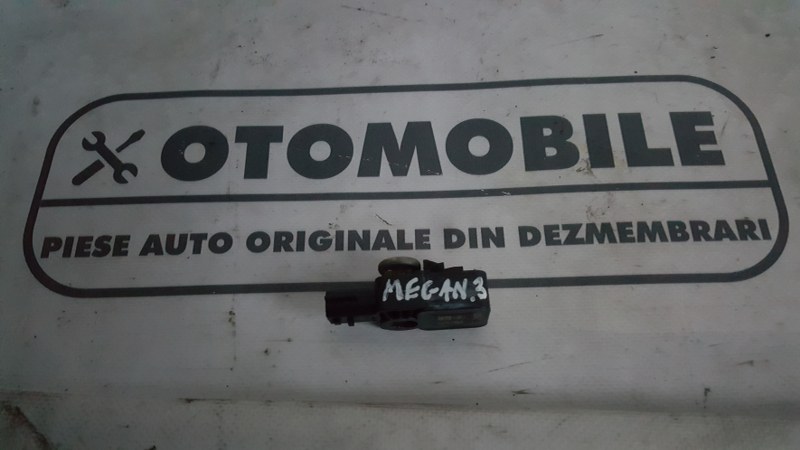 OTOMOBILE
PIESE AUTO ORIGINALE DIN DEZMEMBRARI
MEGAN.3